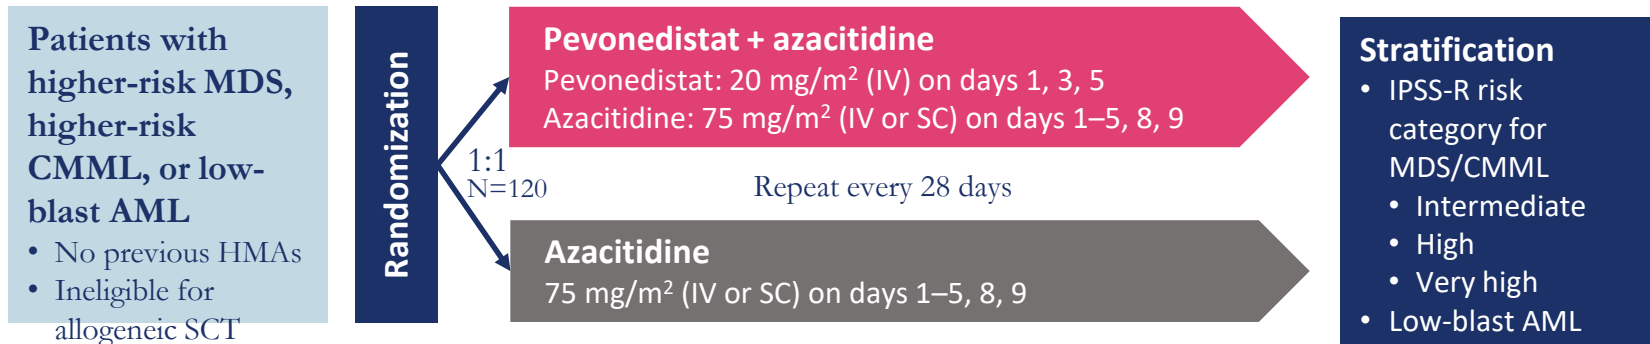 Patients with
higher-risk MDS,
higher-risk
CMML, or low-
blast AML
• No previous HMAs
• Ineligible for
allogeneic SCT
Randomization
1:1
N=120
Pevonedistat + azacitidine
Pevonedistat: 20 mg/m² (IV) on days 1, 3, 5
Azacitidine: 75 mg/m² (IV or SC) on days 1–5, 8, 9
Repeat every 28 days
Azacitidine
75 mg/m² (IV or SC) on days 1–5, 8, 9
Stratification
• IPSS-R risk
category for
MDS/CMML
• Intermediate
• High
• Very high
• Low-blast AML